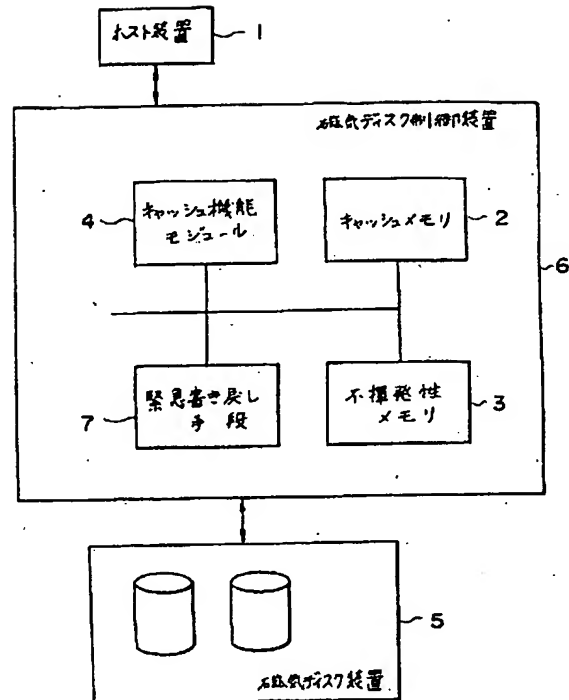 ホスト装置
1
磁気ディスク制御装置
キャッシュ機能
モジュール
4
キャッシュメモリ
2
6
緊急書き戻し
手段
7
不揮発性
メモリ
3
5
磁気ディスク装置